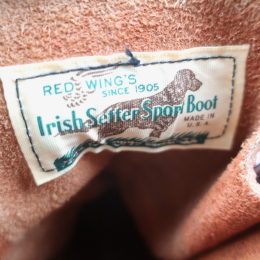 RED WING'S
SINCE 1905
Irish Setter Sport Boot
MADE IN
U.S.A.